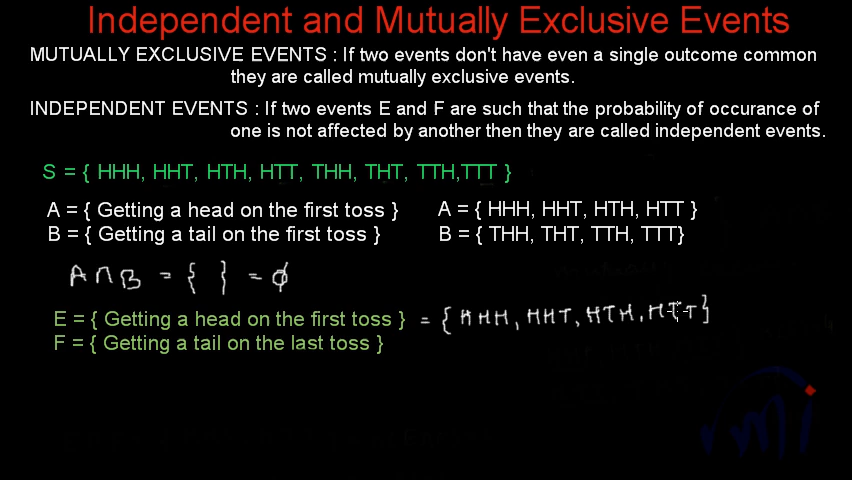 Independent and Mutually Exclusive Events
MUTUALLY EXCLUSIVE EVENTS : If two events don't have even a single outcome common
they are called mutually exclusive events.
INDEPENDENT EVENTS : If two events E and F are such that the probability of occurance of
one is not affected by another then they are called independent events.
S = { HHH, HHT, HTH, HTT, THH, THT, TTH,TTT }
A = { Getting a head on the first toss } A = { HHH, HHT, HTH, HTT }
B = { Getting a tail on the first toss } B = { THH, THT, TTH, TTT}
A ∩ B = { } = ϕ
E = { Getting a head on the first toss } = { HHH, HHT, HTH, HTT }
F = { Getting a tail on the last toss }
vmi